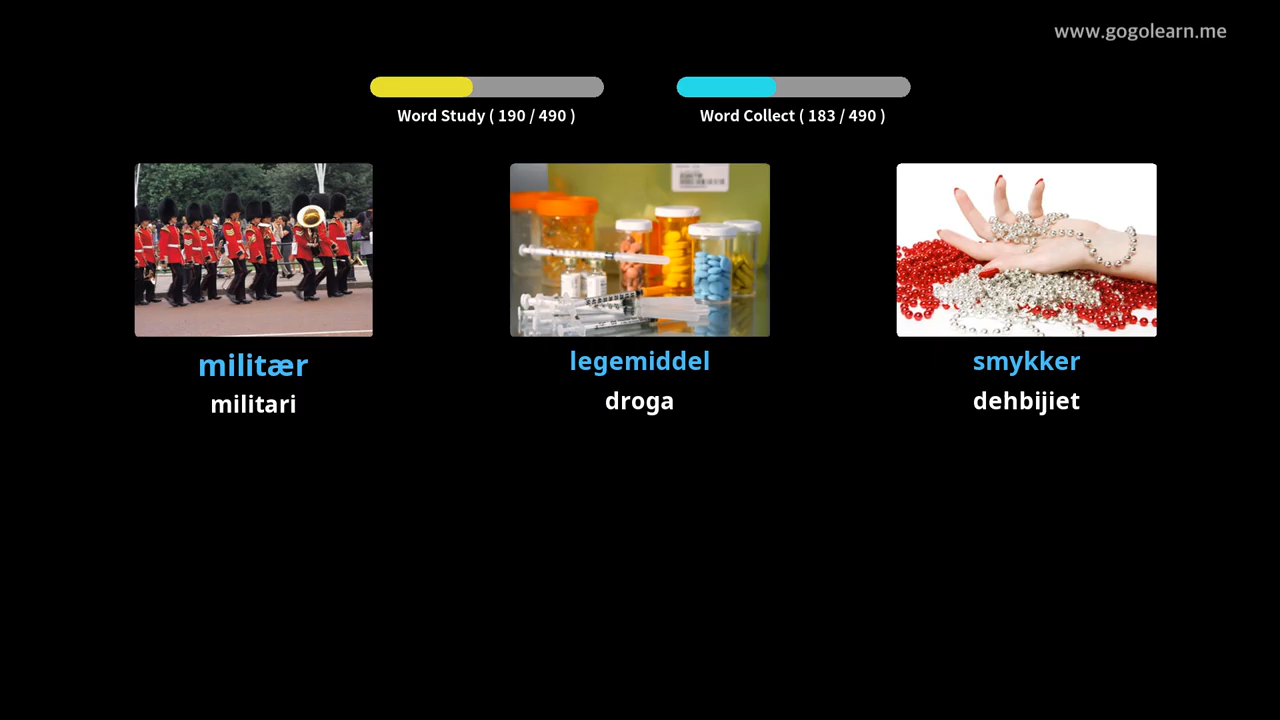 www.gogolearn.me
Word Study ( 190 / 490 )
Word Collect ( 183 / 490 )
militær
legemiddel
smykker
militari
droga
dehbijiet